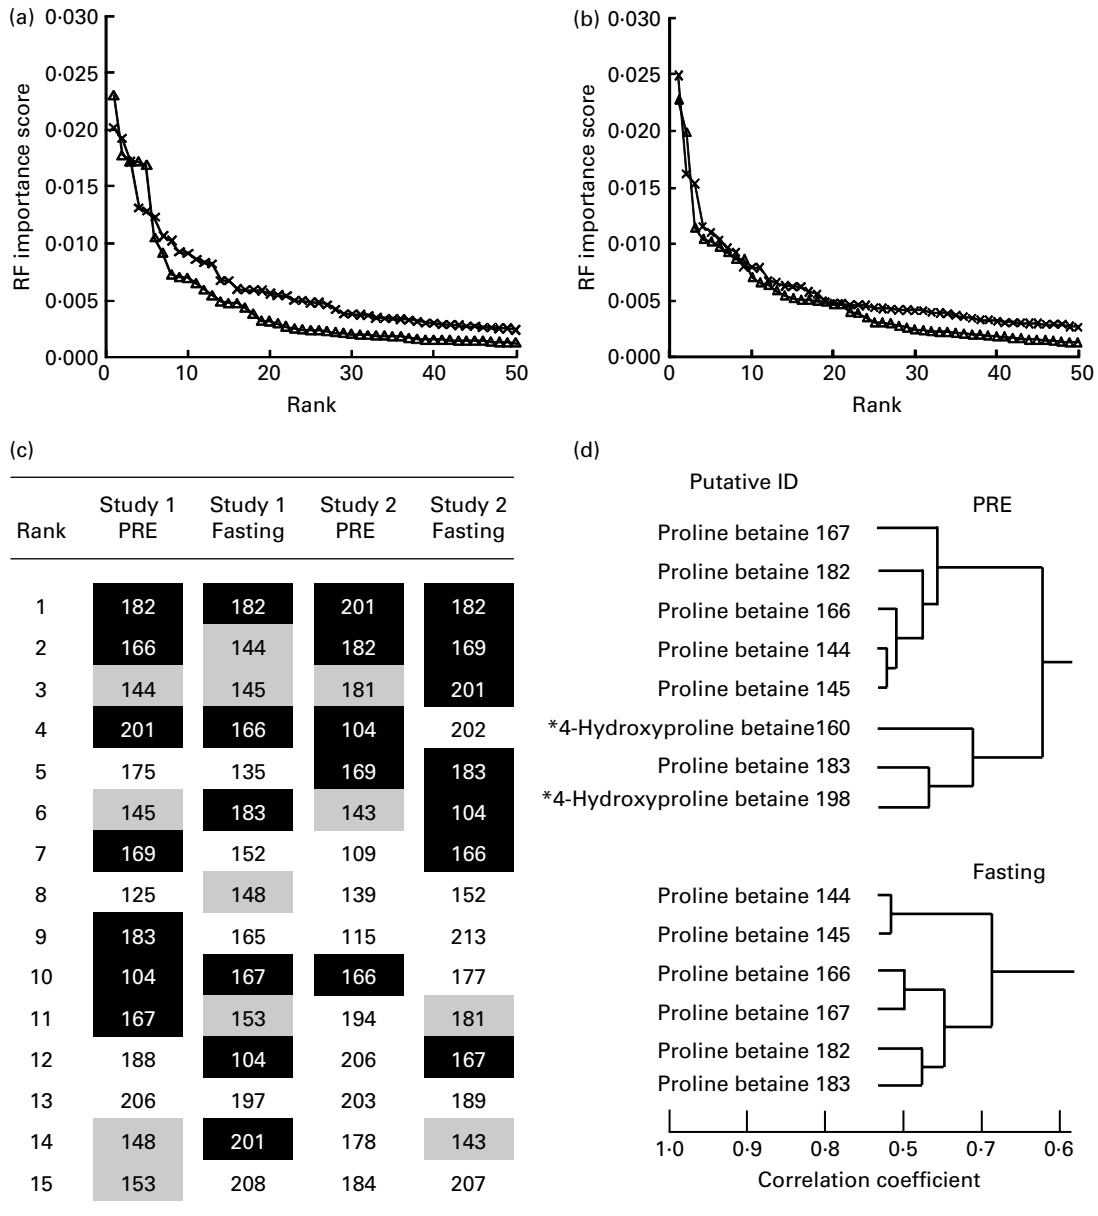 (a)
0·030
0·025
0·020
0·015
0·010
0·005
0·000
RF importance score
0 10 20 30 40 50
Rank
(b)
0·030
0·025
0·020
0·015
0·010
0·005
0·000
RF importance score
0 10 20 30 40 50
Rank
(c)
Study 1 Study 1 Study 2 Study 2
Rank PRE Fasting PRE Fasting
1 182 182 201 182
2 166 144 182 169
3 144 145 181 201
4 201 166 104 202
5 175 135 169 183
6 145 183 143 104
7 169 152 109 166
8 125 148 139 152
9 183 165 115 213
10 104 167 166 177
11 167 153 194 181
12 188 104 206 167
13 206 197 203 189
14 148 201 178 143
15 153 208 184 207
(d)
Putative ID
PRE
Proline betaine 167
Proline betaine 182
Proline betaine 166
Proline betaine 144
Proline betaine 145
*4-Hydroxyproline betaine160
Proline betaine 183
*4-Hydroxyproline betaine 198
Fasting
Proline betaine 144
Proline betaine 145
Proline betaine 166
Proline betaine 167
Proline betaine 182
Proline betaine 183
1·0 0·9 0·8 0·5 0·7 0·6
Correlation coefficient